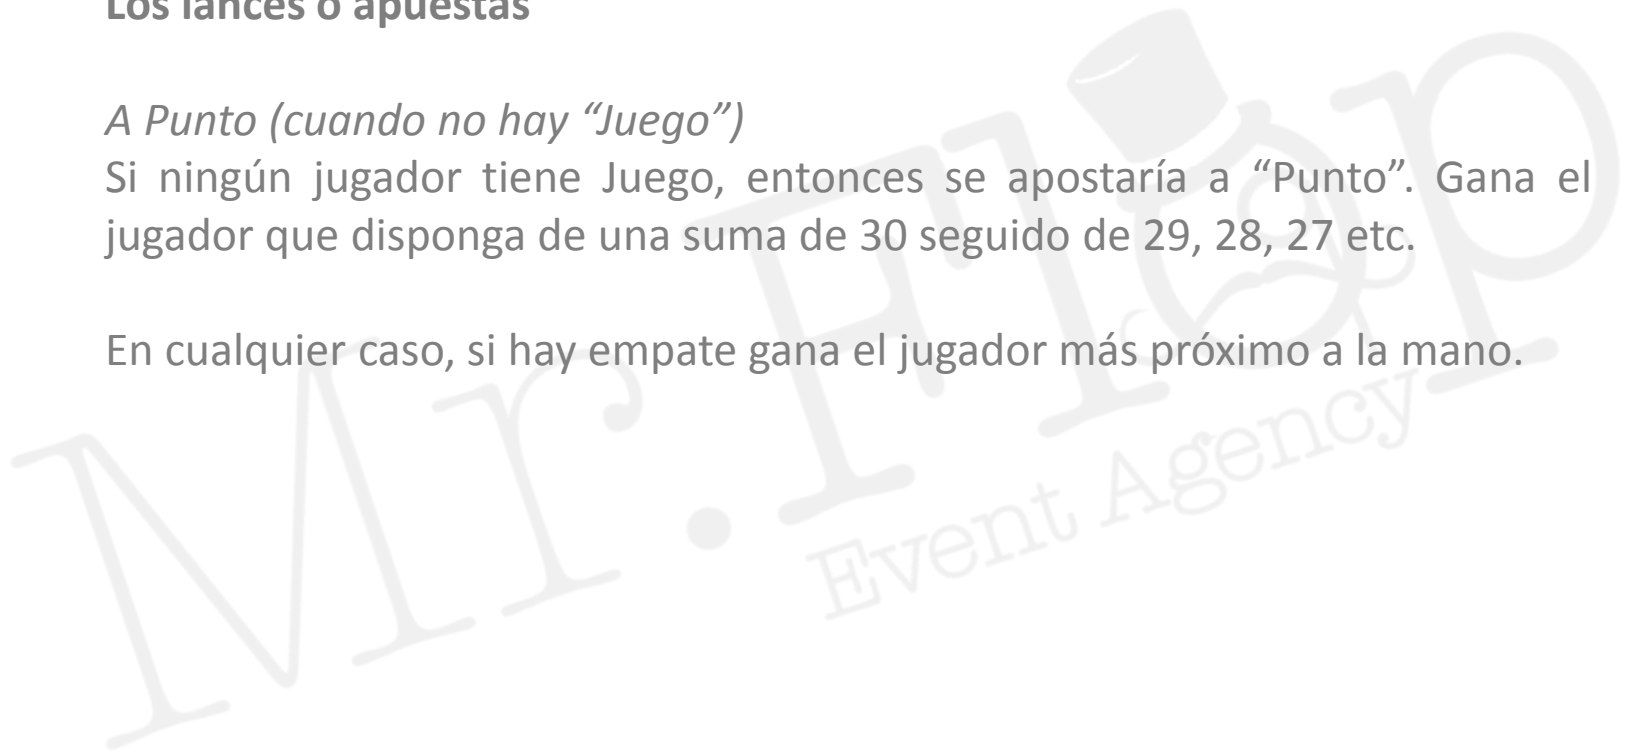 Los lances o apuestas
A Punto (cuando no hay “Juego”)
Si ningún jugador tiene Juego, entonces se apostaría a “Punto”. Gana el
jugador que disponga de una suma de 30 seguido de 29, 28, 27 etc.
En cualquier caso, si hay empate gana el jugador más próximo a la mano.
Mr.Flop
Event Agency